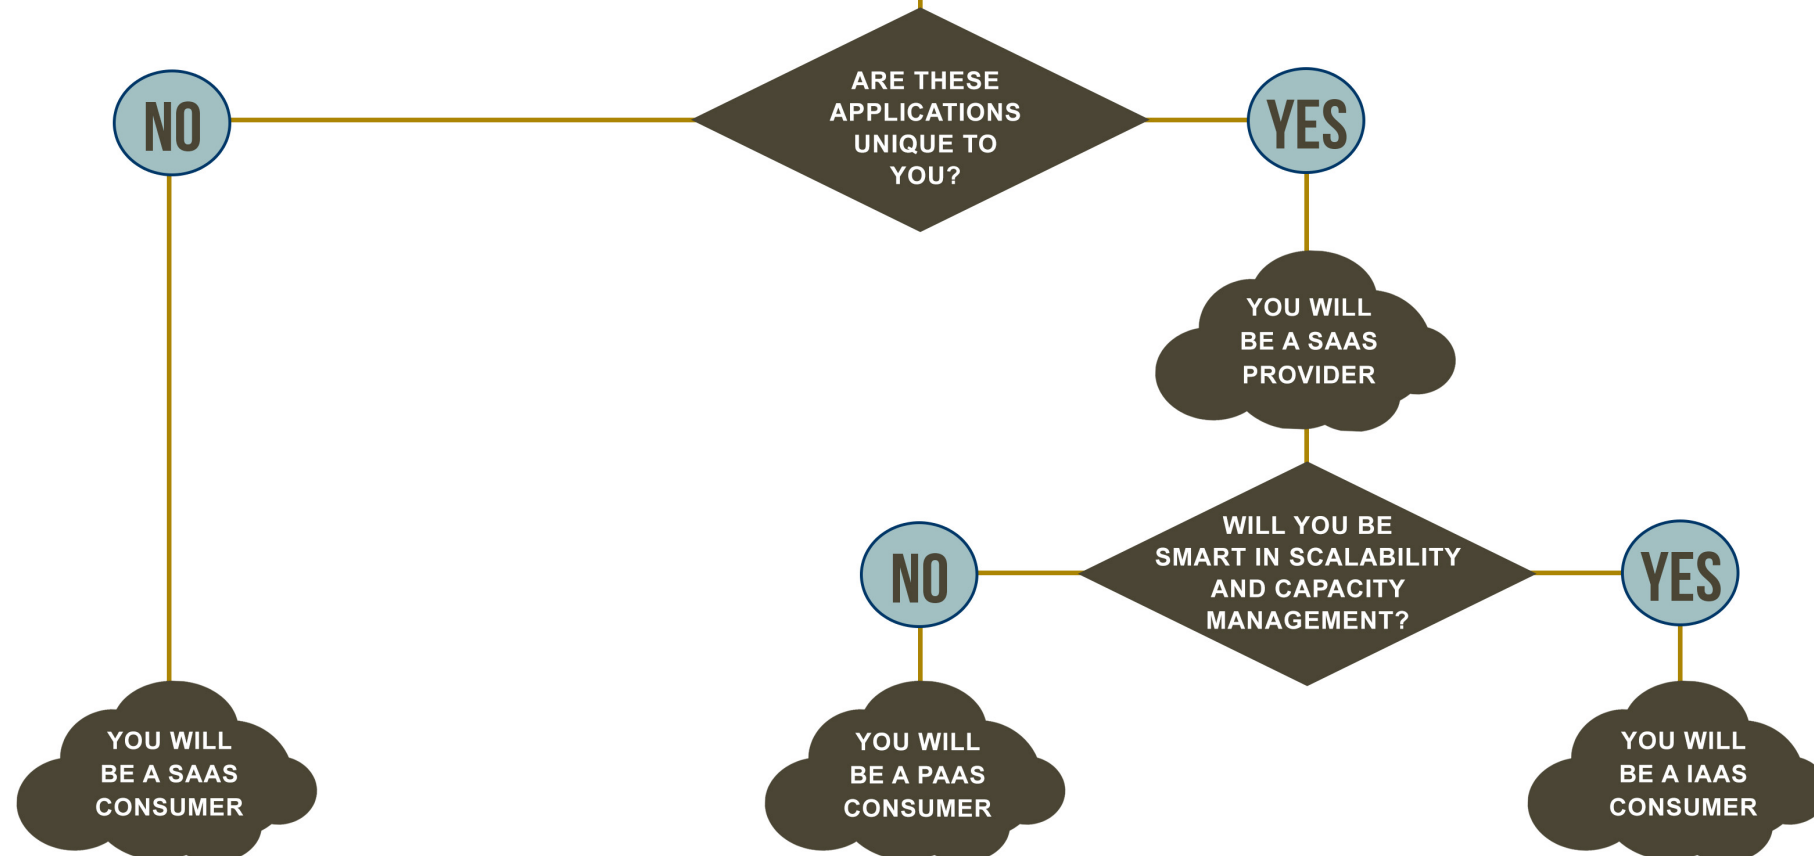 ARE THESE
APPLICATIONS
UNIQUE TO
YOU?
NO
YES
YOU WILL
BE A SAAS
PROVIDER
WILL YOU BE
SMART IN SCALABILITY
AND CAPACITY
MANAGEMENT?
NO
YES
YOU WILL
BE A SAAS
CONSUMER
YOU WILL
BE A PAAS
CONSUMER
YOU WILL
BE A IAAS
CONSUMER